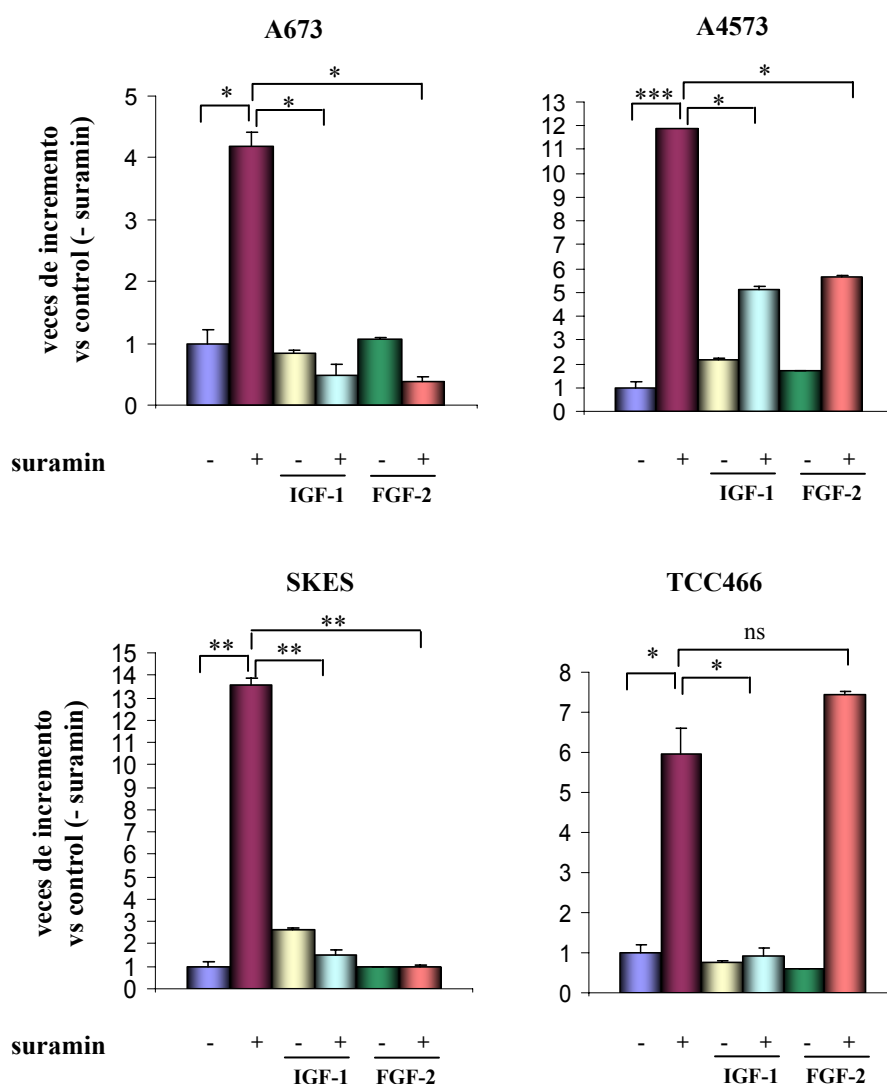 A673
veces de incremento
vs control (- suramin)
5
4
3
2
1
0
*
*
*
suramin
- + - + - +
IGF-1 FGF-2
A4573
13
12
11
10
9
8
7
6
5
4
3
2
1
0
***
*
*
- + - + - +
IGF-1 FGF-2
SKES
veces de incremento
vs control (- suramin)
15
14
13
12
11
10
9
8
7
6
5
4
3
2
1
0
**
**
**
suramin
- + - + - +
IGF-1 FGF-2
TCC466
8
7
6
5
4
3
2
1
0
*
*
ns
- + - + - +
IGF-1 FGF-2